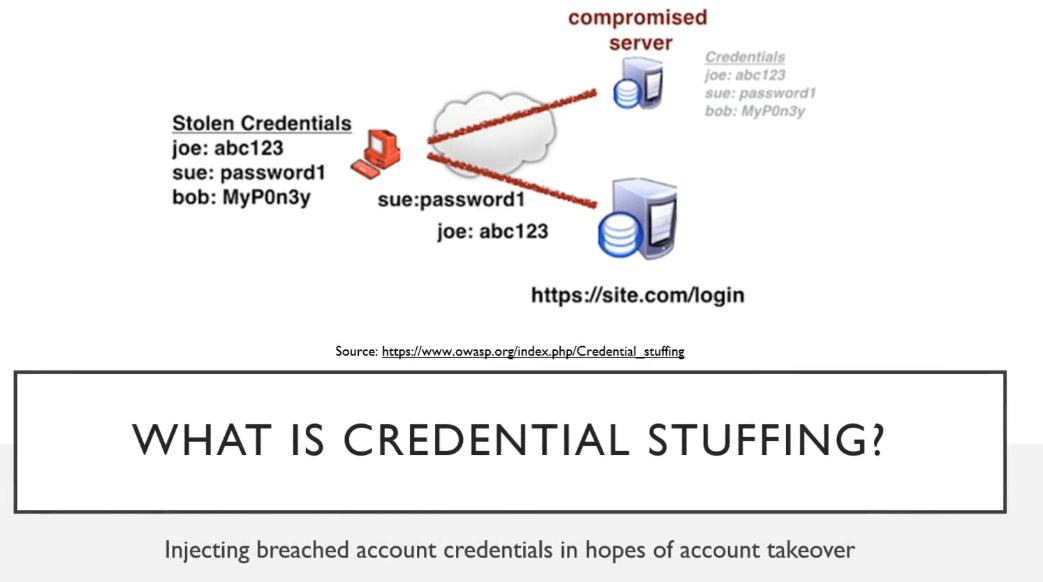 compromised
server
Credentials
joe: abc123
sue: password1
bob: MyP0n3y
Stolen Credentials
joe: abc123
sue: password1
bob: MyP0n3y
sue:password1
joe: abc123
https://site.com/login
Source: https://www.owasp.org/index.php/Credential_stuffing
WHAT IS CREDENTIAL STUFFING?
Injecting breached account credentials in hopes of account takeover